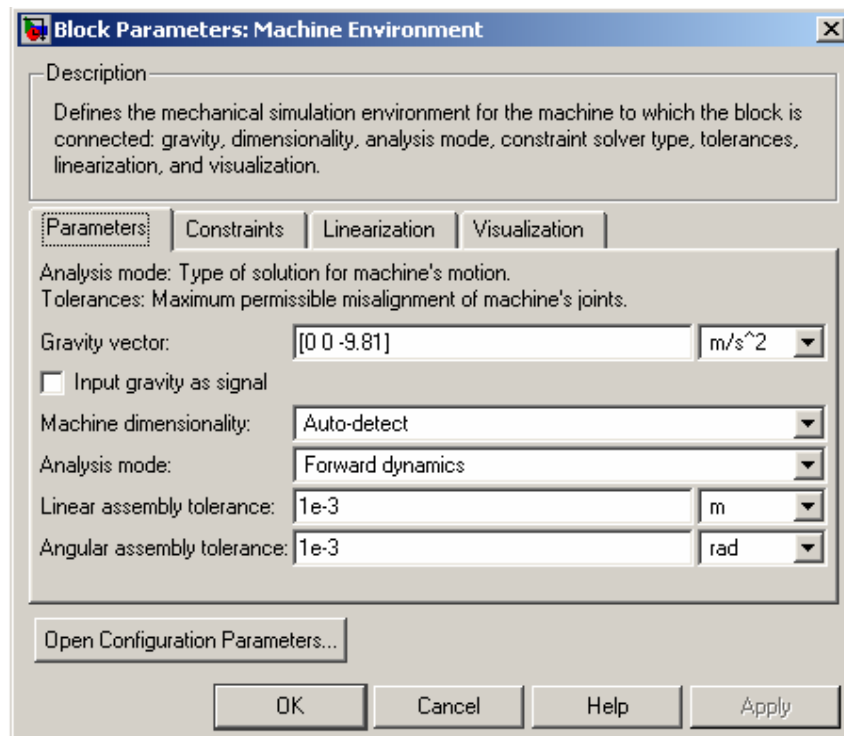 Block Parameters: Machine Environment
Description
Defines the mechanical simulation environment for the machine to which the block is
connected: gravity, dimensionality, analysis mode, constraint solver type, tolerances,
linearization, and visualization.
Parameters Constraints Linearization Visualization
Analysis mode: Type of solution for machine's motion.
Tolerances: Maximum permissible misalignment of machine's joints.
Gravity vector: [0 0 -9.81] m/s^2
Input gravity as signal
Machine dimensionality: Auto-detect
Analysis mode: Forward dynamics
Linear assembly tolerance: 1e-3 m
Angular assembly tolerance: 1e-3 rad
Open Configuration Parameters...
OK Cancel Help Apply